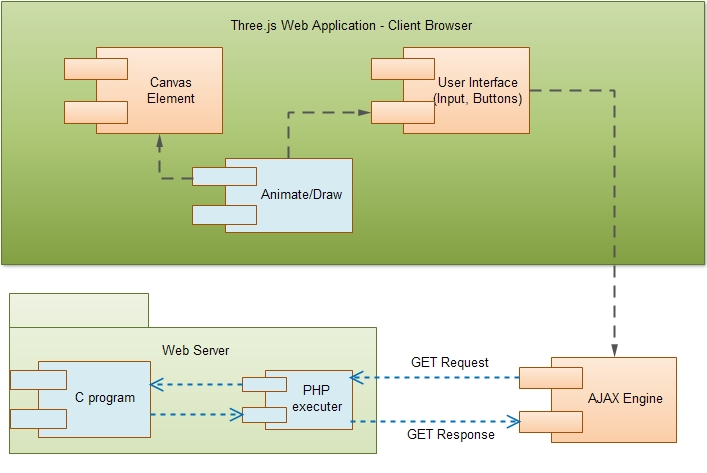 Three.js Web Application - Client Browser
Canvas
Element
User Interface
(Input, Buttons)
Animate/Draw
Web Server
C program
PHP
executer
GET Request
GET Response
AJAX Engine